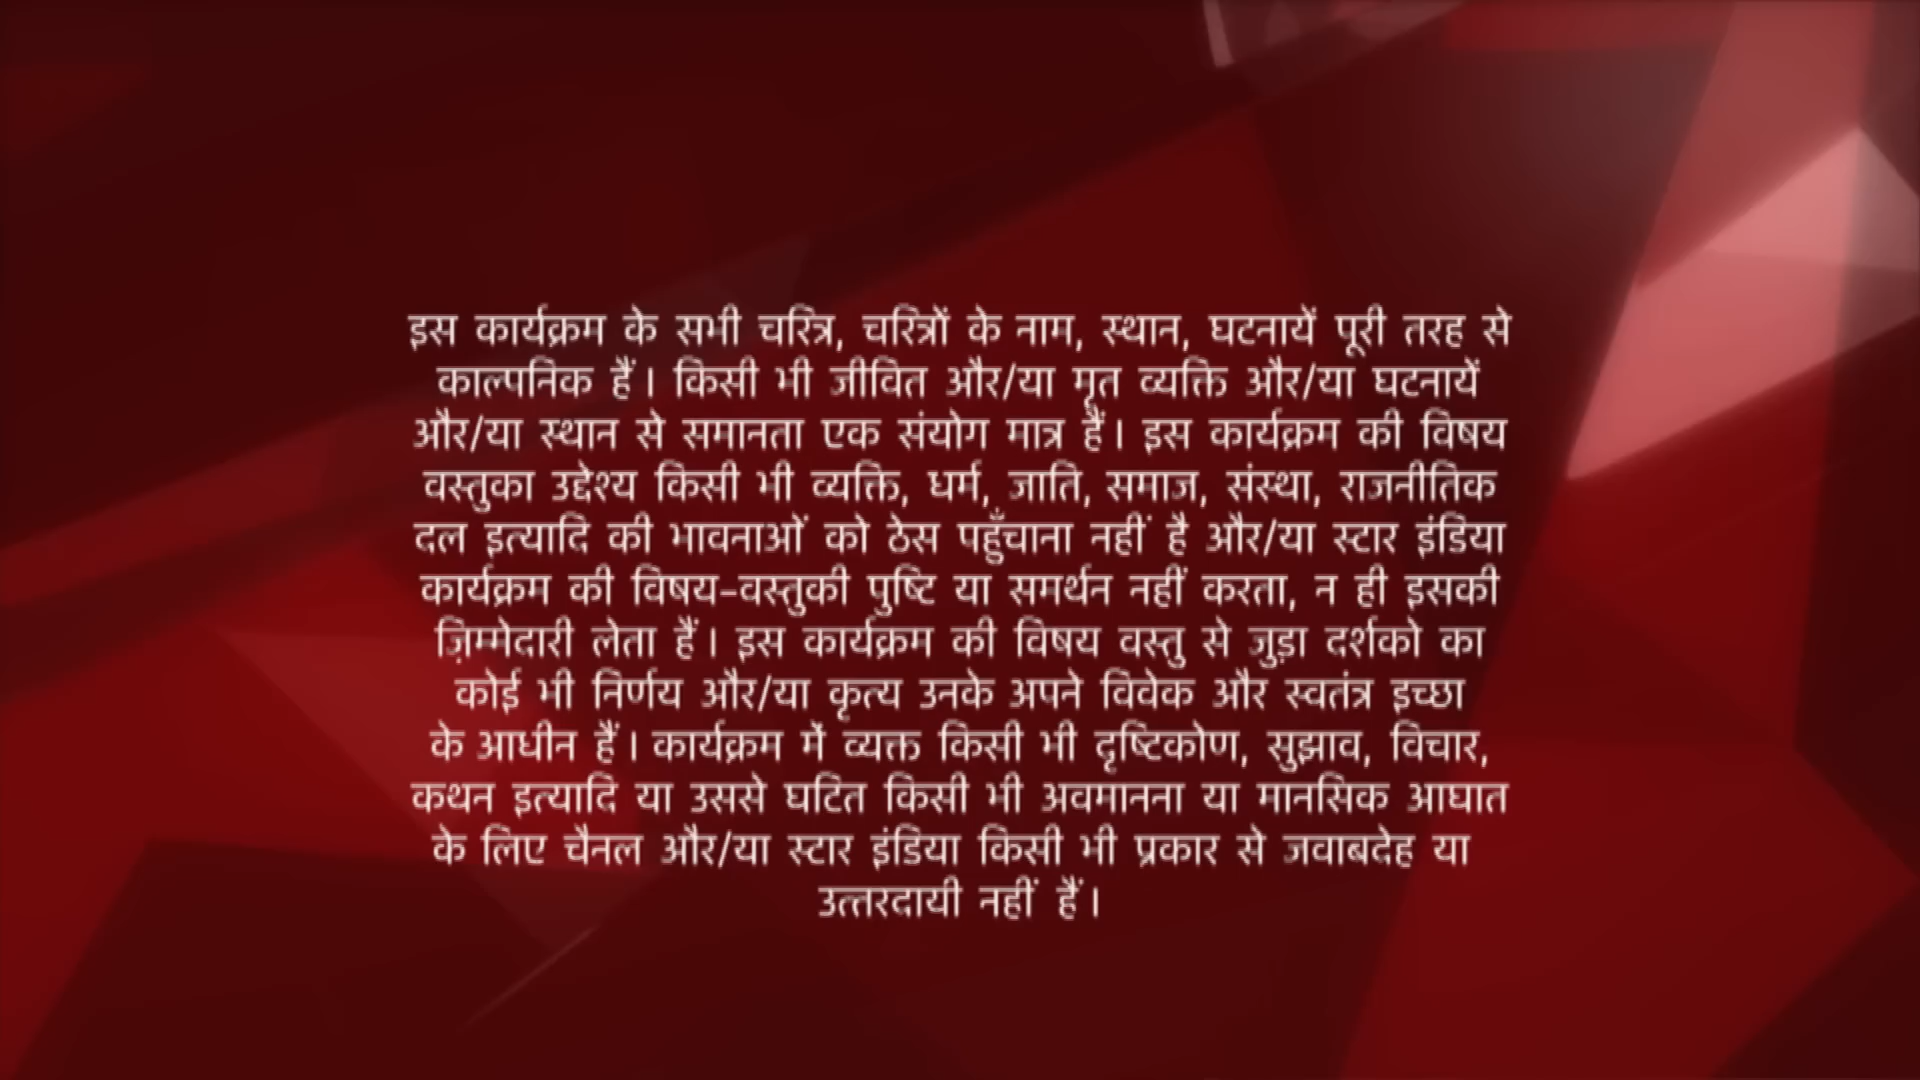 इस कार्यक्रम के सभी चरित्र, चरित्रों के नाम, स्थान, घटनायें पूरी तरह से
काल्पनिक हैं। किसी भी जीवित और/या मृत व्यक्ति और/या घटनायें
और/या स्थान से समानता एक संयोग मात्र हैं। इस कार्यक्रम की विषय
वस्तुका उद्देश्य किसी भी व्यक्ति, धर्म, जाति, समाज, संस्था, राजनीतिक
दल इत्यादि की भावनाओं को ठेस पहुँचाना नहीं है और/या स्टार इंडिया
कार्यक्रम की विषय-वस्तुकी पुष्टि या समर्थन नहीं करता, न ही इसकी
ज़िम्मेदारी लेता हैं। इस कार्यक्रम की विषय वस्तु से जुड़ा दर्शको का
कोई भी निर्णय और/या कृत्य उनके अपने विवेक और स्वतंत्र इच्छा
के आधीन हैं। कार्यक्रम में व्यक्त किसी भी दृष्टिकोण, सुझाव, विचार,
कथन इत्यादि या उससे घटित किसी भी अवमानना या मानसिक आघात
के लिए चैनल और/या स्टार इंडिया किसी भी प्रकार से जवाबदेह या
उत्तरदायी नहीं हैं।